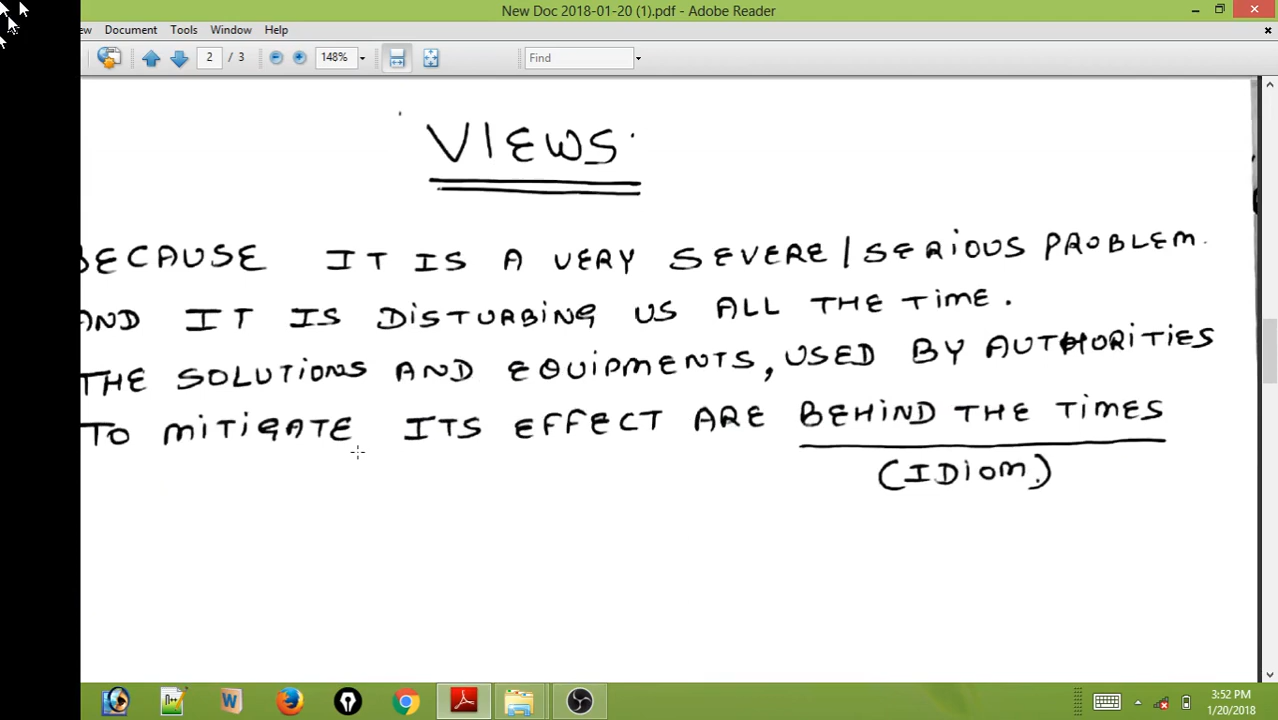 New Doc 2018-01-20 (1).pdf - Adobe Reader
ew Document Tools Window Help
2 / 3 148% Find
VIEWS
BECAUSE IT IS A VERY SEVERE/SERIOUS PROBLEM.
AND IT IS DISTURBING US ALL THE TIME.
THE SOLUTIONS AND EQUIPMENTS, USED BY AUTHORITIES
TO MITIGATE ITS EFFECT ARE BEHIND THE TIMES
(IDIOM)
3:52 PM
1/20/2018